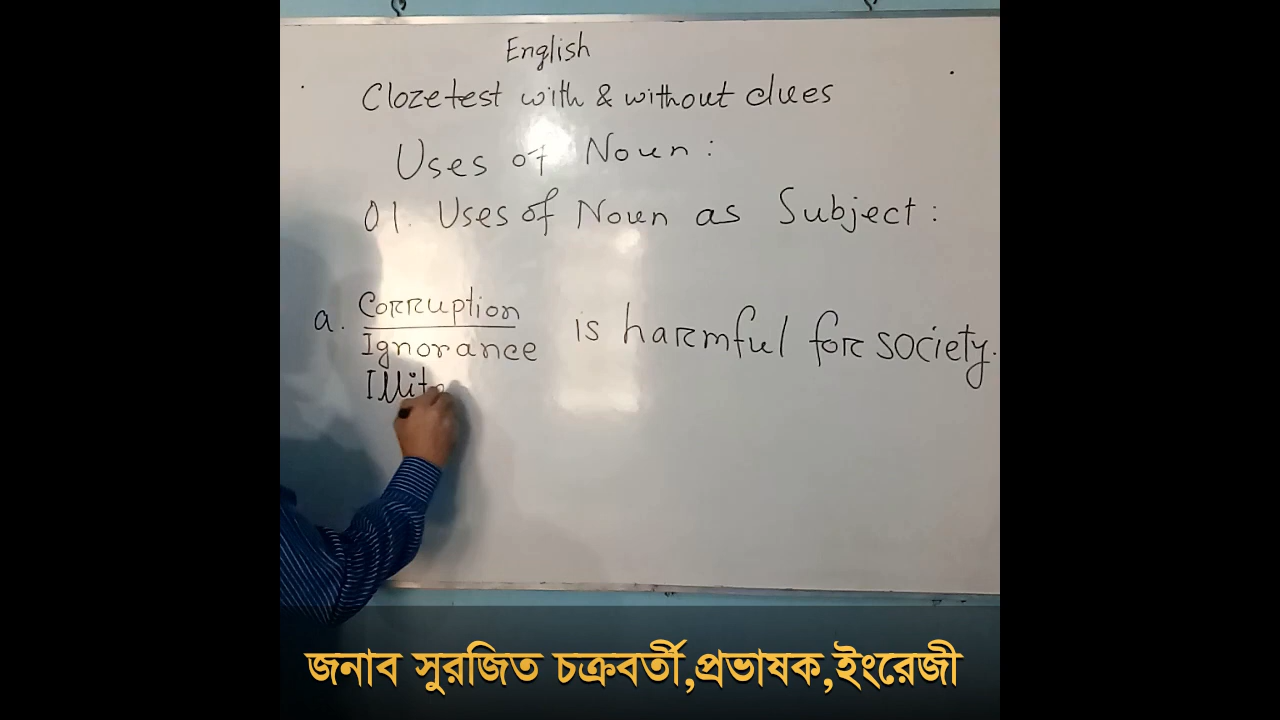 English
Clozetest with & without clues
Uses of Noun :
01. Uses of Noun as Subject :
a. Corruption is harmful for society.
Ignorance
Illit
জনাব সুরজিত চক্রবর্তী,প্রভাষক,ইংরেজী